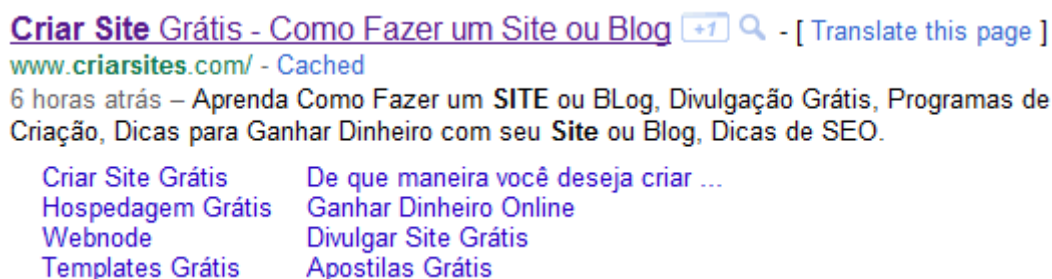 Criar Site Grátis - Como Fazer um Site ou Blog +1 - [ Translate this page ]
www.criarsites.com/ - Cached
6 horas atrás – Aprenda Como Fazer um SITE ou BLog, Divulgação Grátis, Programas de
Criação, Dicas para Ganhar Dinheiro com seu Site ou Blog, Dicas de SEO.
Criar Site Grátis De que maneira você deseja criar ...
Hospedagem Grátis Ganhar Dinheiro Online
Webnode Divulgar Site Grátis
Templates Grátis Apostilas Grátis